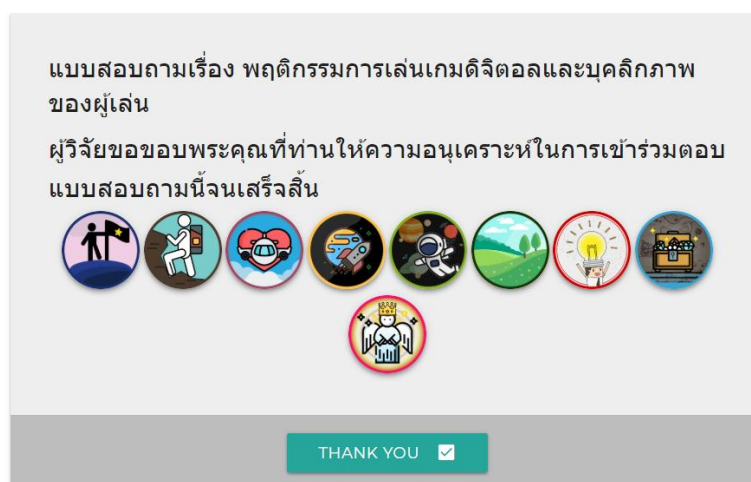 แบบสอบถามเรื่อง พฤติกรรมการเล่นเกมดิจิตอลและบุคลิกภาพ
ของผู้เล่น
ผู้วิจัยขอขอบพระคุณที่ท่านให้ความอนุเคราะห์ในการเข้าร่วมตอบ
แบบสอบถามนี้จนเสร็จสิ้น
THANK YOU